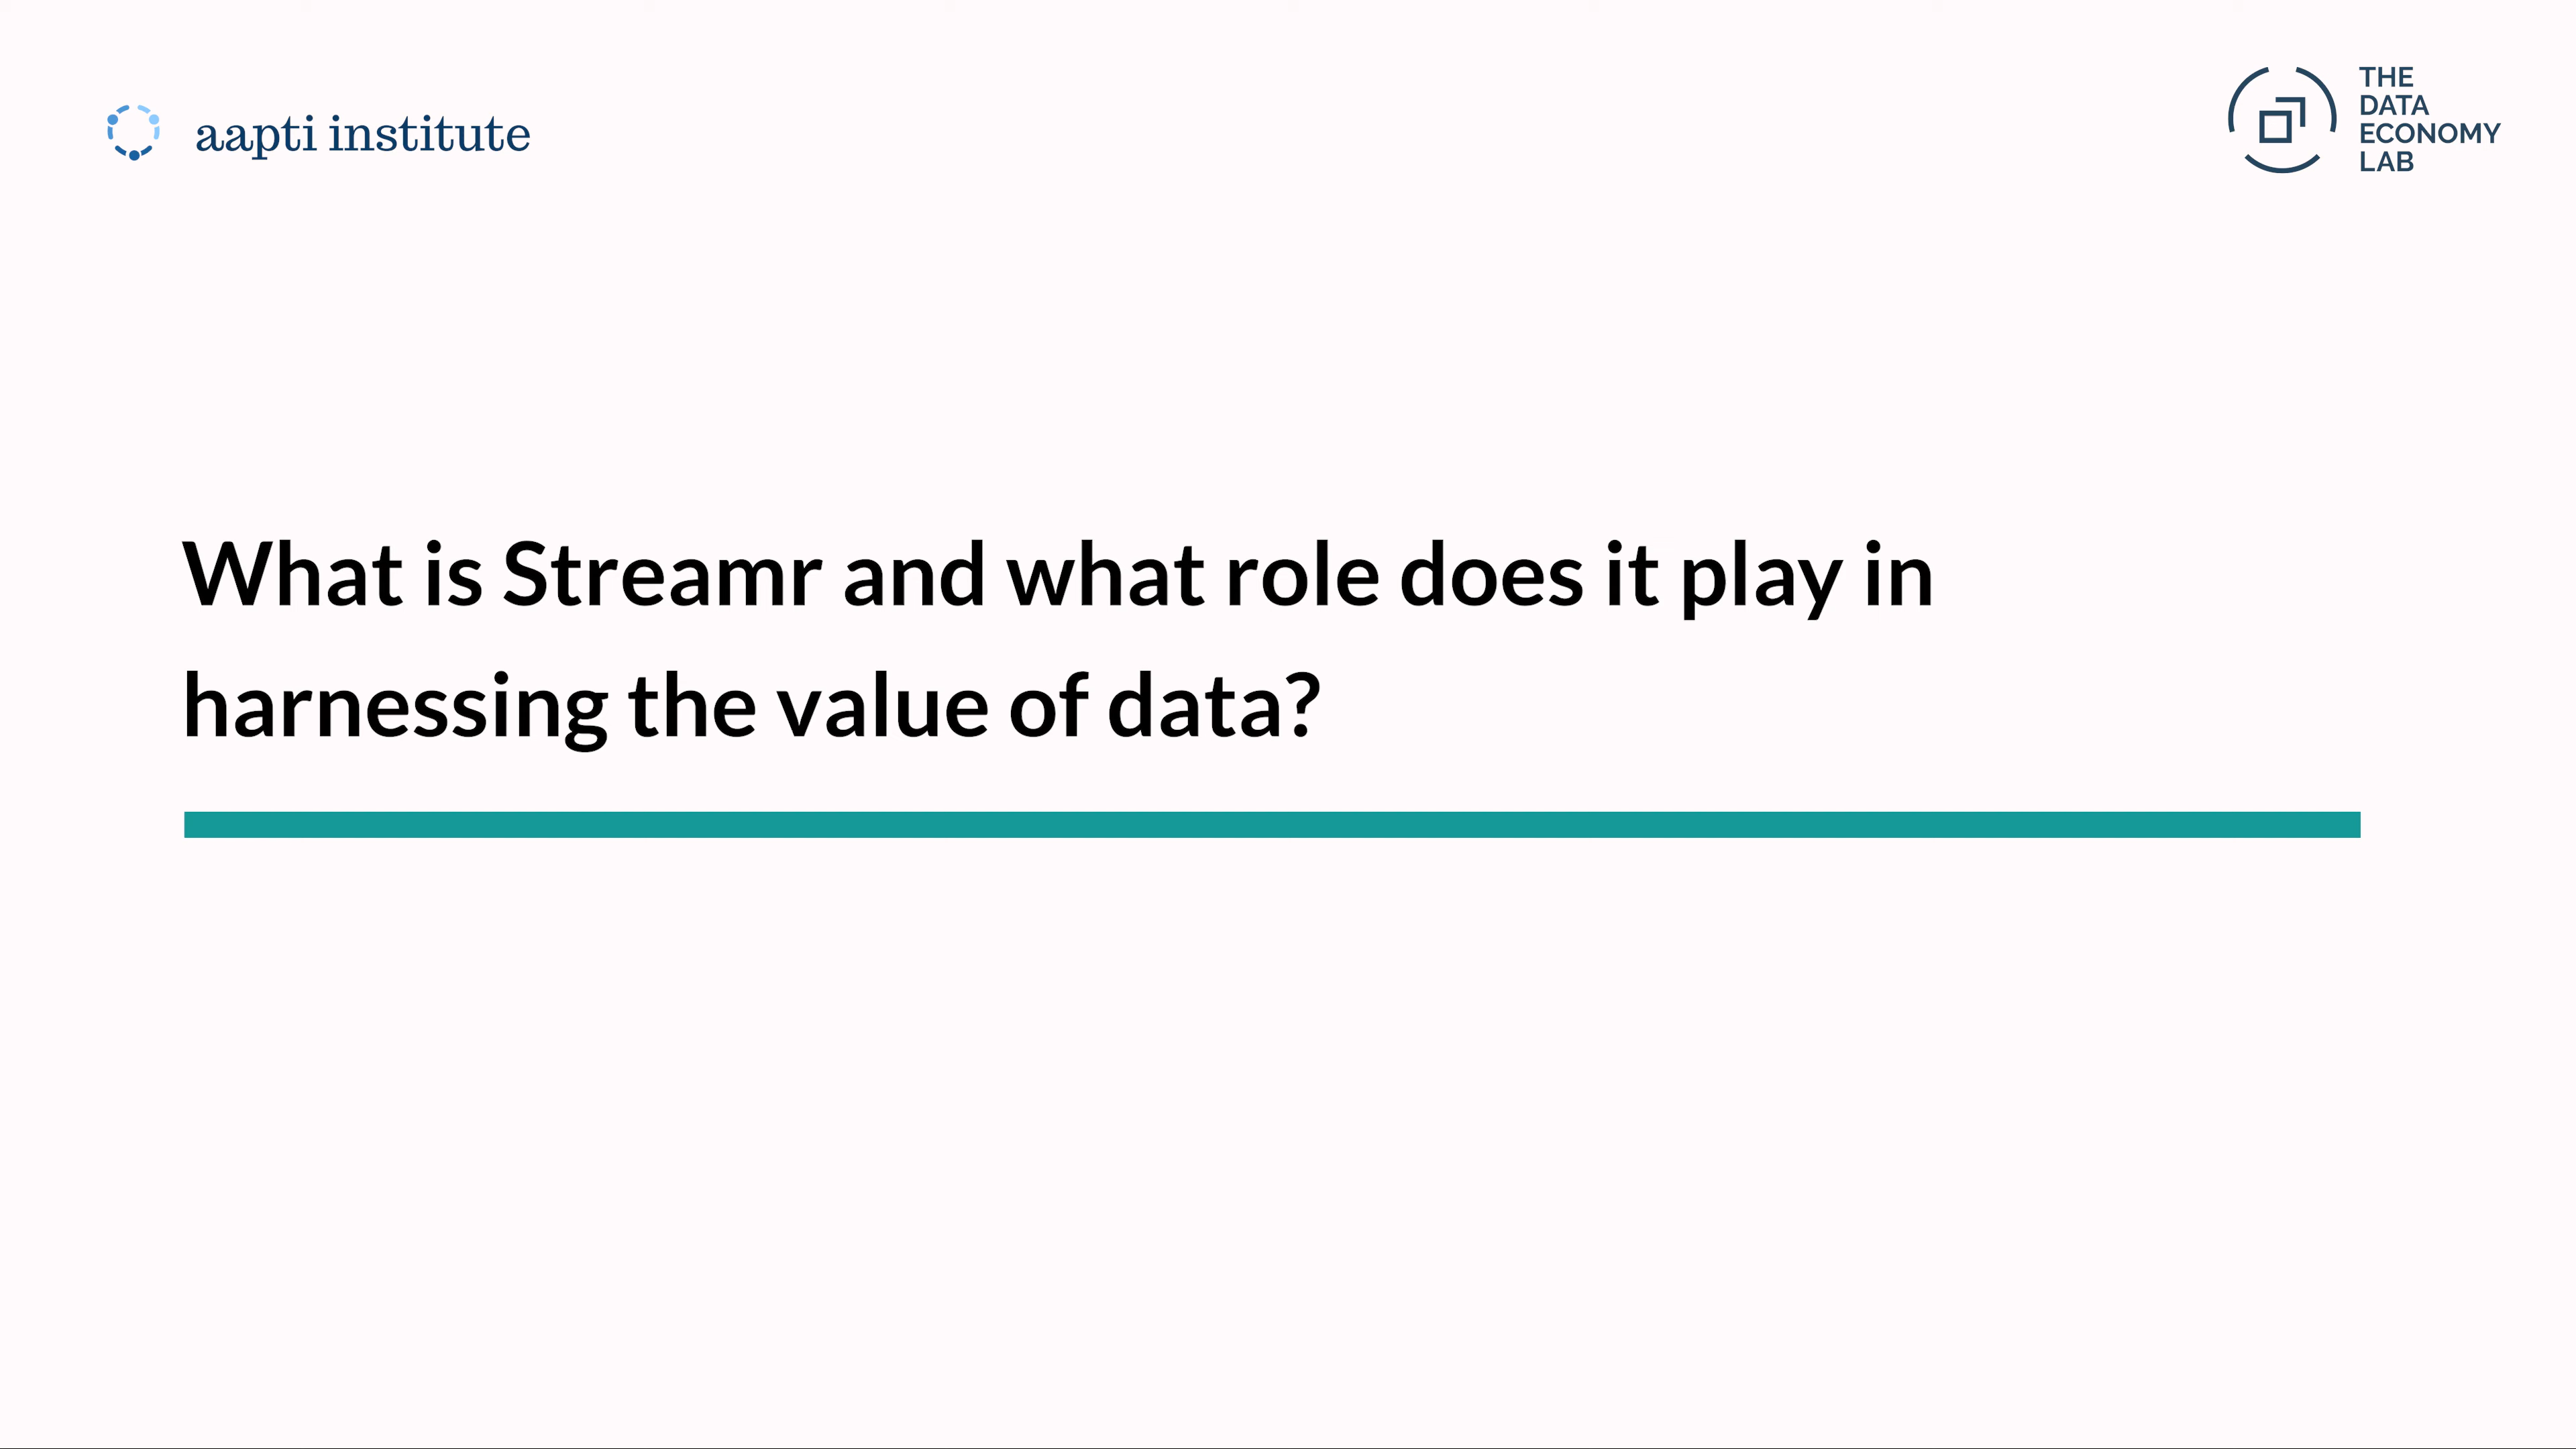 aapti institute
THE
DATA
ECONOMY
LAB
What is Streamr and what role does it play in
harnessing the value of data?